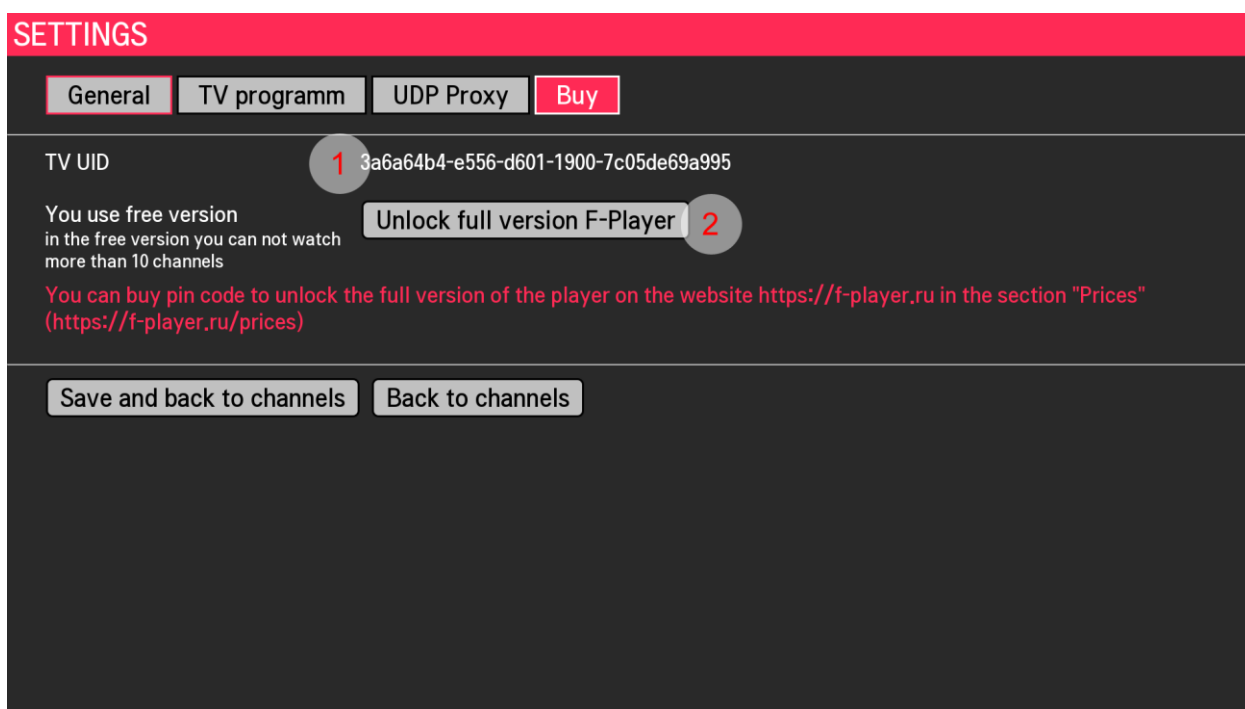 SETTINGS
General TV programm UDP Proxy Buy
TV UID 1 3a6a64b4-e556-d601-1900-7c05de69a995
You use free version
in the free version you can not watch
more than 10 channels
Unlock full version F-Player 2
You can buy pin code to unlock the full version of the player on the website https://f-player.ru in the section "Prices"
(https://f-player.ru/prices)
Save and back to channels Back to channels